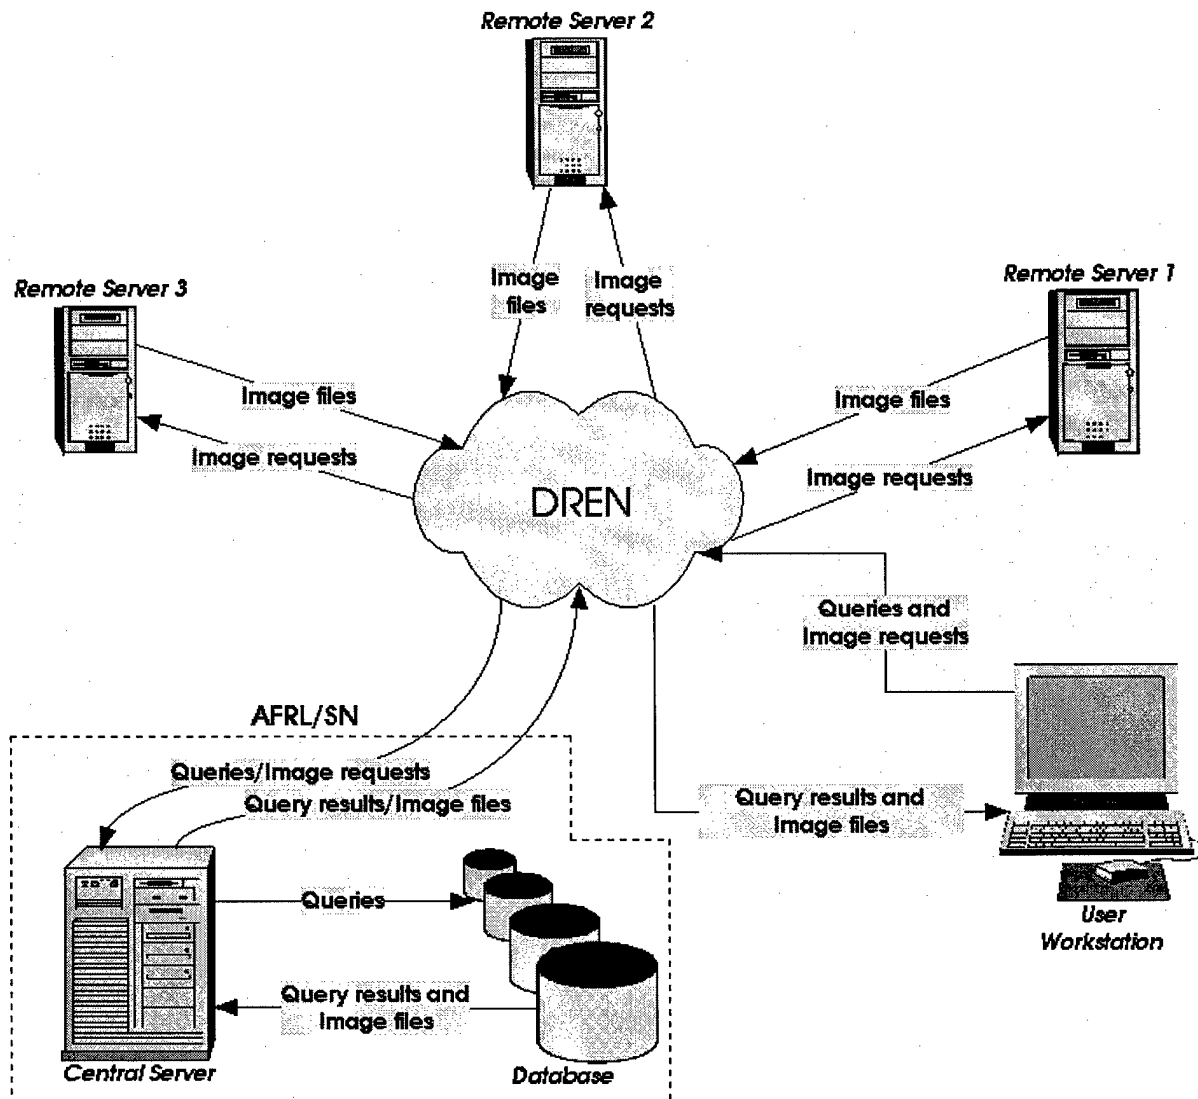 Remote Server 2
Image
files
Image
requests
Remote Server 3
Remote Server 1
Image files
Image requests
Image files
Image requests
DREN
Queries and
Image requests
AFRL/SN
Queries/Image requests
Query results/Image files
Query results and
Image files
Queries
Query results and
Image files
User
Workstation
Central Server
Database